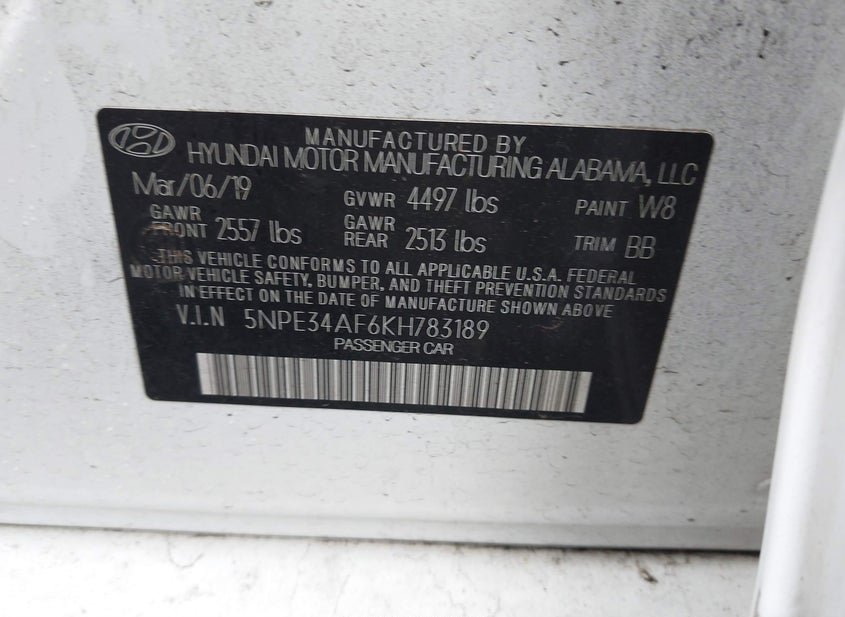 MANUFACTURED BY
HYUNDAI MOTOR MANUFACTURING ALABAMA, LLC
Mar/06/19 GVWR 4497 lbs PAINT W8
GAWR FRONT 2557 lbs GAWR REAR 2513 lbs TRIM BB
THIS VEHICLE CONFORMS TO ALL APPLICABLE U.S.A. FEDERAL
MOTOR VEHICLE SAFETY, BUMPER, AND THEFT PREVENTION STANDARDS
IN EFFECT ON THE DATE OF MANUFACTURE SHOWN ABOVE
V.I.N 5NPE34AF6KH783189
PASSENGER CAR